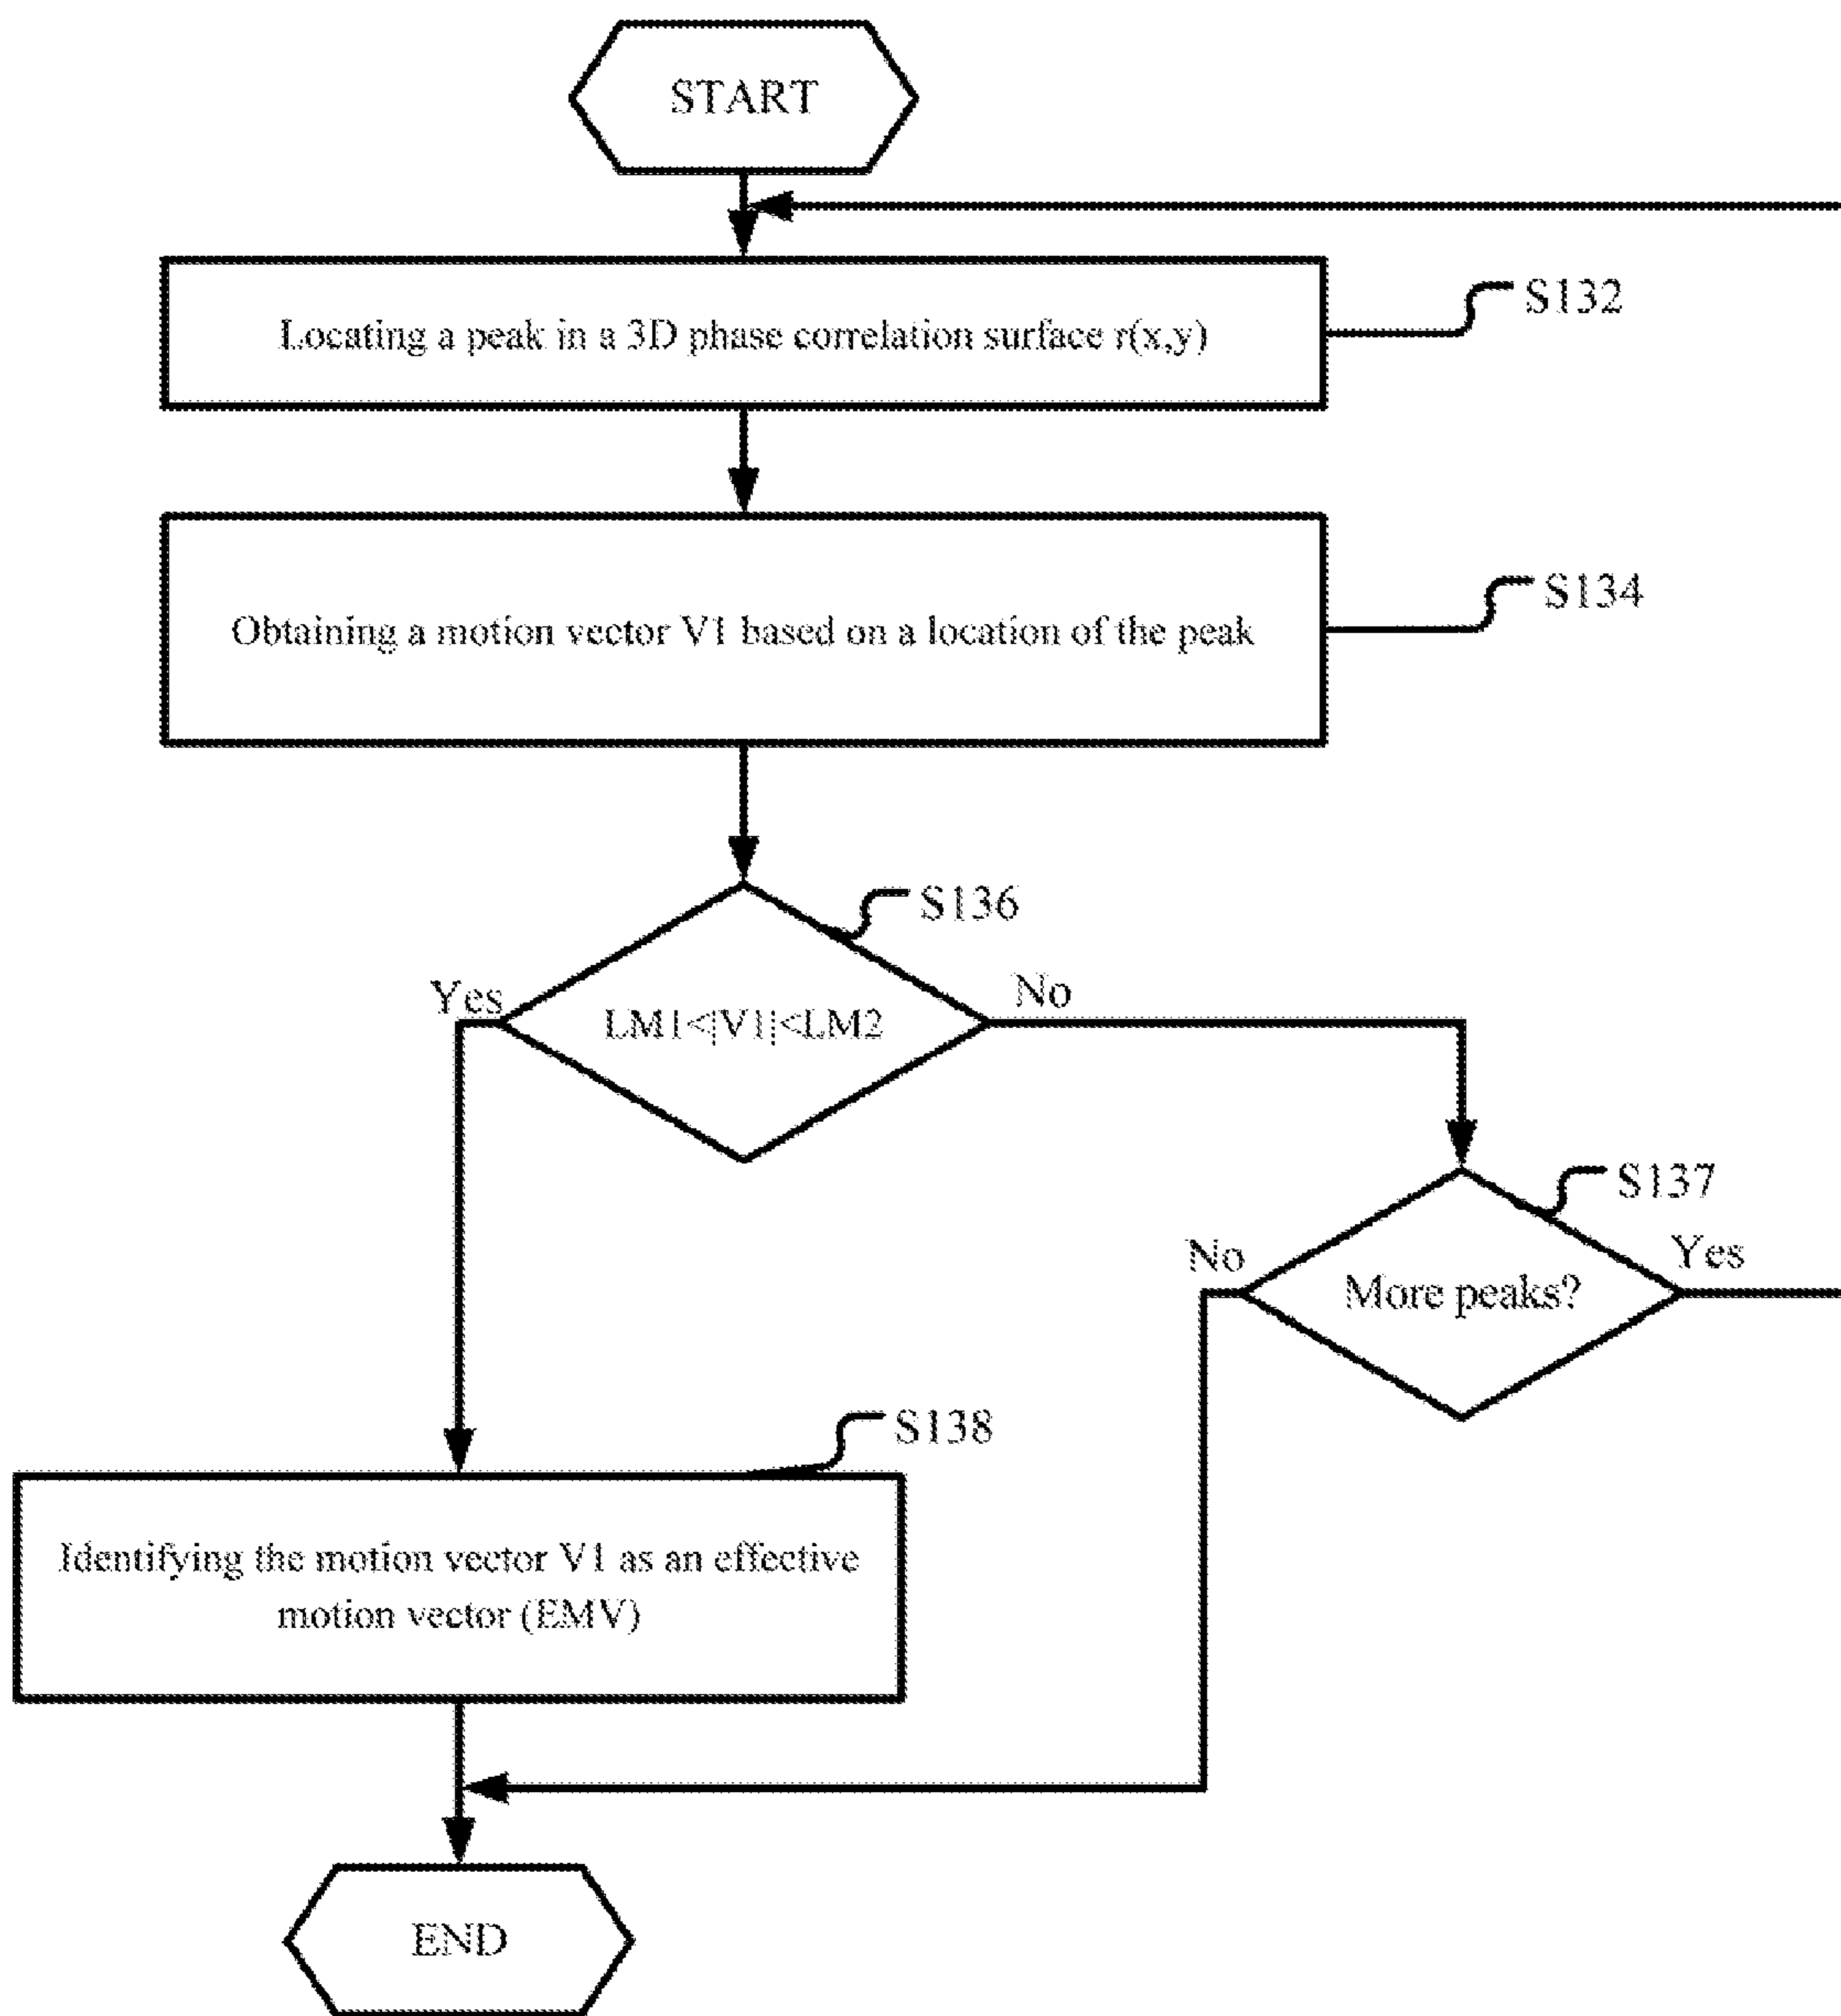 START
Locating a peak in a 3D phase correlation surface r(x,y)
S132
Obtaining a motion vector V1 based on a location of the peak
S134
S136
Yes
LM1<|V1|<LM2
No
S137
No
More peaks?
Yes
S138
Identifying the motion vector V1 as an effective
motion vector (EMV)
END